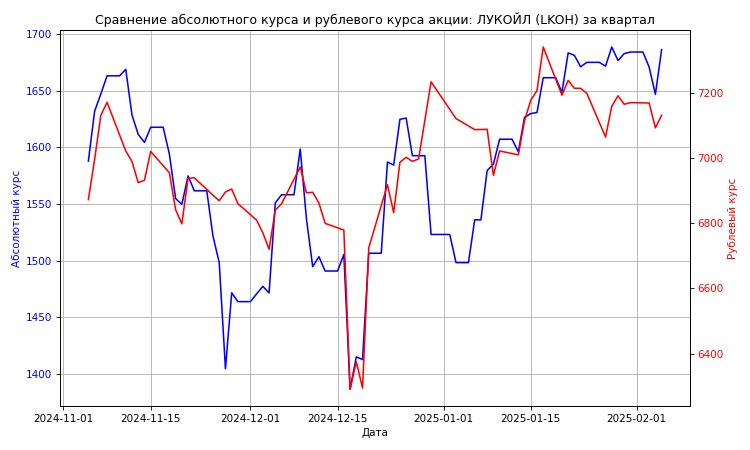 Сравнение абсолютного курса и рублевого курса акции: ЛУКОЙЛ (LKOH) за квартал
Абсолютный курс
1700
1650
1600
1550
1500
1450
1400
7200
7000
6800
6600
6400
Рублевый курс
2024-11-01 2024-11-15 2024-12-01 2024-12-15 2025-01-01 2025-01-15 2025-02-01
Дата